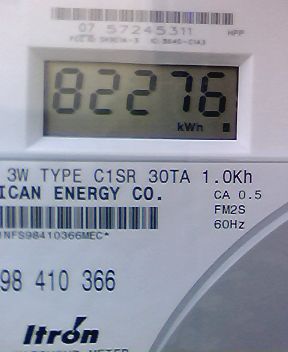 07 57245311 HPP
82276
kWh
3W TYPE C1SR 30TA 1.0Kh
ICAN ENERGY CO. CA 0.5
FM2S
60Hz
NFS98410366MEC*
98 410 366
Itrón